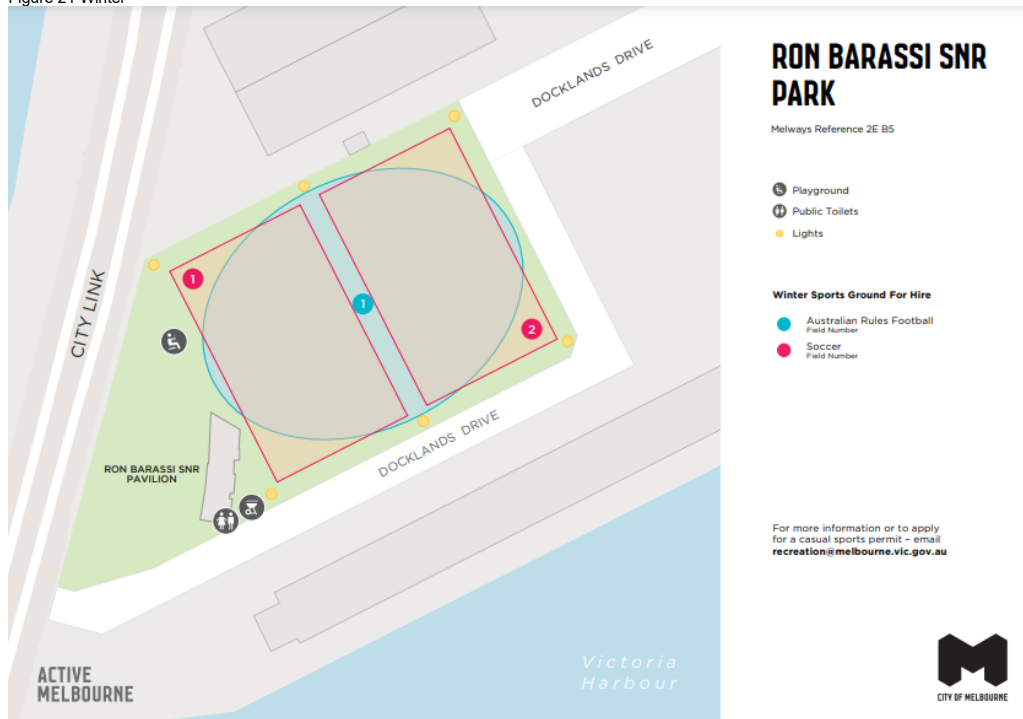 Figure 21 Winter
RON BARASSI SNR
PARK
Melways Reference 2E B5
Playground
Public Toilets
Lights
Winter Sports Ground For Hire
Australian Rules Football
Field Number
Soccer
Field Number
For more information or to apply
for a casual sports permit – email
recreation@melbourne.vic.gov.au
CITY OF MELBOURNE
DOCKLANDS DRIVE
CITY LINK
1
1
2
DOCKLANDS DRIVE
RON BARASSI SNR
PAVILION
Victoria
Harbour
ACTIVE
MELBOURNE